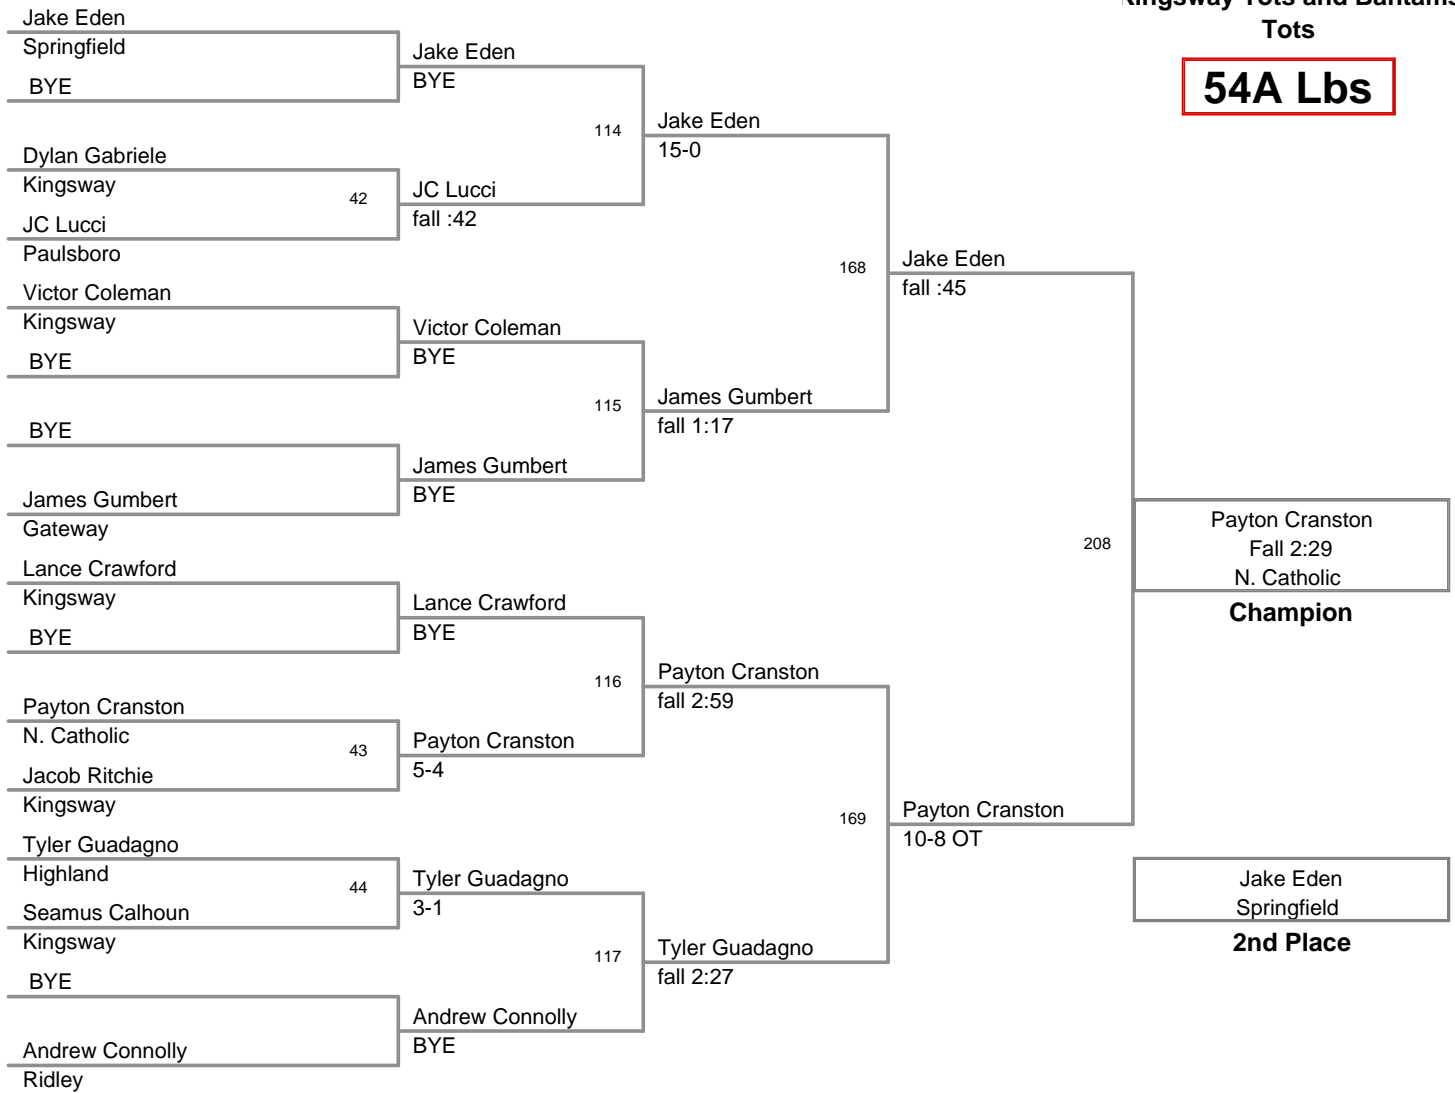 Kingsway Tots and Bantams
Tots
54A Lbs
Jake Eden
Springfield
BYE
Dylan Gabriele
Kingsway
42
JC Lucci
Paulsboro
Victor Coleman
Kingsway
BYE
BYE
James Gumbert
Gateway
Lance Crawford
Kingsway
BYE
Payton Cranston
N. Catholic
43
Jacob Ritchie
Kingsway
Tyler Guadagno
Highland
44
Seamus Calhoun
Kingsway
BYE
Andrew Connolly
Ridley
Jake Eden
BYE
114
JC Lucci
fall :42
Victor Coleman
BYE
115
James Gumbert
BYE
Lance Crawford
BYE
116
Payton Cranston
5-4
Tyler Guadagno
3-1
117
Andrew Connolly
BYE
Jake Eden
15-0
168
James Gumbert
fall 1:17
Payton Cranston
fall 2:59
169
Tyler Guadagno
fall 2:27
Jake Eden
fall :45
208
Payton Cranston
10-8 OT
Payton Cranston
Fall 2:29
N. Catholic
Champion
Jake Eden
Springfield
2nd Place